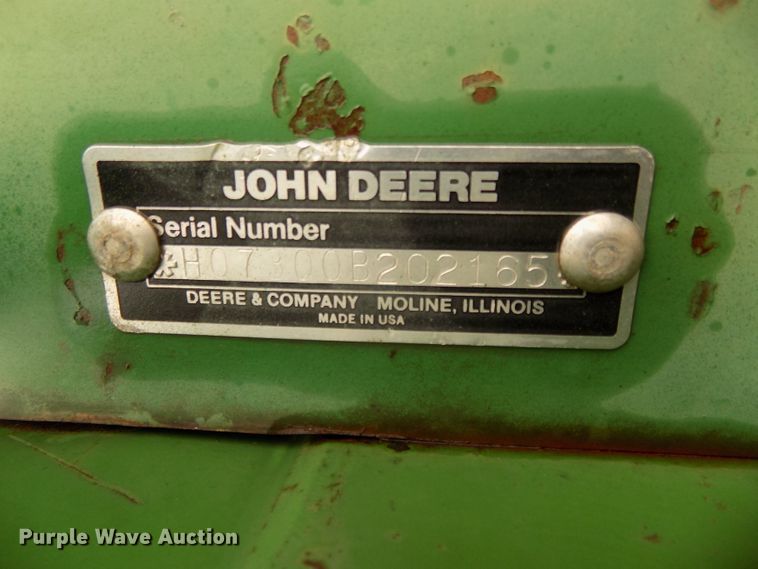 JOHN DEERE
Serial Number
*H07300B202165*
DEERE & COMPANY MOLINE, ILLINOIS
MADE IN USA
Purple Wave Auction